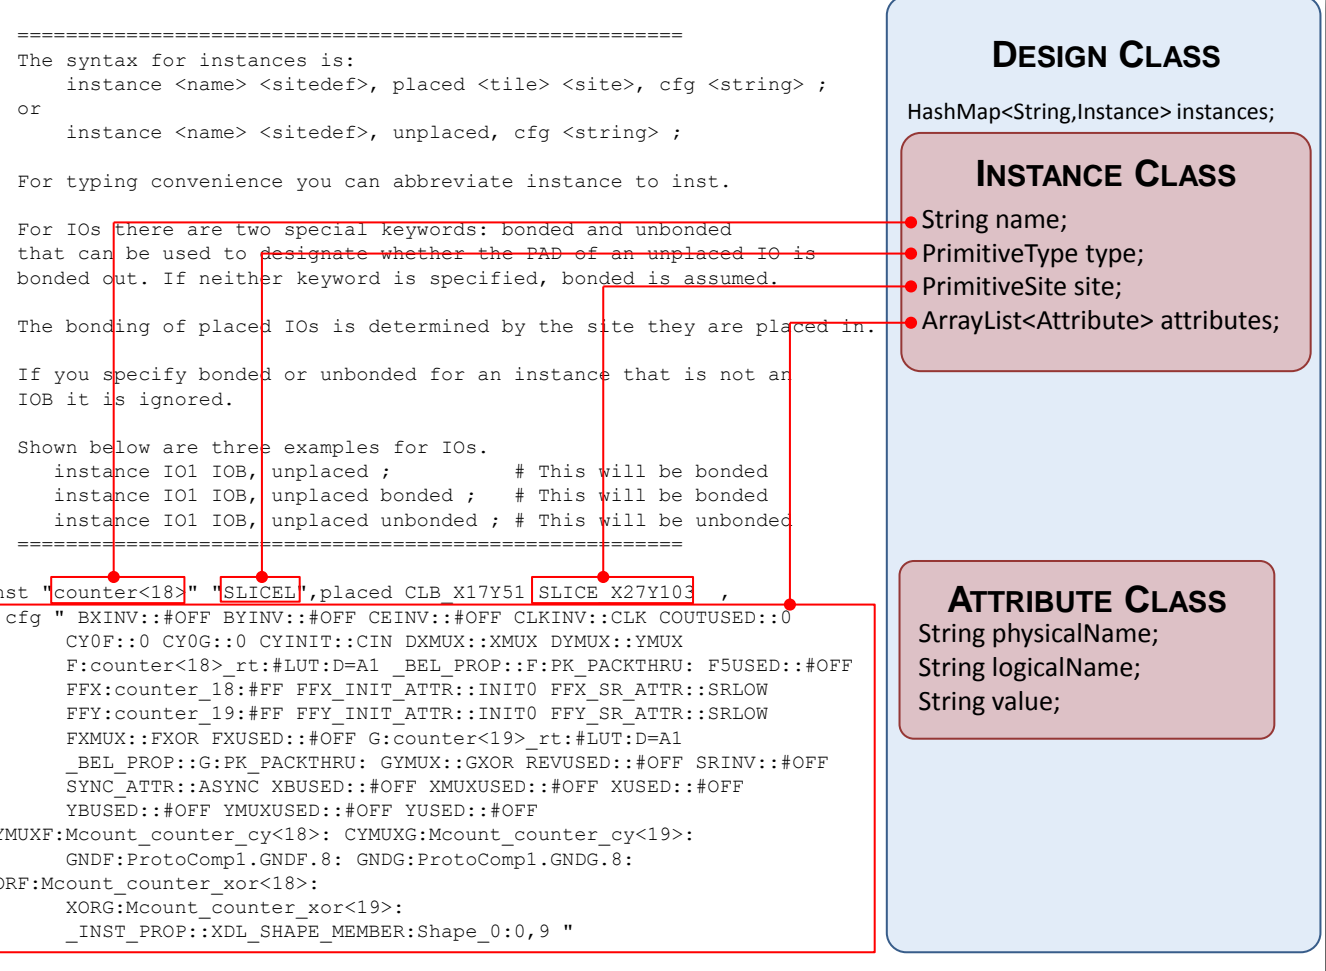 =======================================================
The syntax for instances is:
instance <name> <sitedef>, placed <tile> <site>, cfg <string> ;
or
instance <name> <sitedef>, unplaced, cfg <string> ;
For typing convenience you can abbreviate instance to inst.
For IOs there are two special keywords: bonded and unbonded
that can be used to designate whether the PAD of an unplaced IO is
bonded out. If neither keyword is specified, bonded is assumed.
The bonding of placed IOs is determined by the site they are placed in.
If you specify bonded or unbonded for an instance that is not an
IOB it is ignored.
Shown below are three examples for IOs.
instance IO1 IOB, unplaced ; # This will be bonded
instance IO1 IOB, unplaced bonded ; # This will be bonded
instance IO1 IOB, unplaced unbonded ; # This will be unbonded
=======================================================
nst "counter<18>" "SLICEL",placed CLB_X17Y51 SLICE_X27Y103 ,
cfg " BXINV::#OFF BYINV::#OFF CEINV::#OFF CLKINV::CLK COUTUSED::0
CY0F::0 CY0G::0 CYINIT::CIN DXMUX::XMUX DYMUX::YMUX
F:counter<18>_rt:#LUT:D=A1 _BEL_PROP::F:PK_PACKTHRU: F5USED::#OFF
FFX:counter_18:#FF FFX_INIT_ATTR::INIT0 FFX_SR_ATTR::SRLOW
FFY:counter_19:#FF FFY_INIT_ATTR::INIT0 FFY_SR_ATTR::SRLOW
FXMUX::FXOR FXUSED::#OFF G:counter<19>_rt:#LUT:D=A1
_BEL_PROP::G:PK_PACKTHRU: GYMUX::GXOR REVUSED::#OFF SRINV::#OFF
SYNC_ATTR::ASYNC XBUSED::#OFF XMUXUSED::#OFF XUSED::#OFF
YBUSED::#OFF YMUXUSED::#OFF YUSED::#OFF
YMUXF:Mcount_counter_cy<18>: CYMUXG:Mcount_counter_cy<19>:
GNDF:ProtoComp1.GNDF.8: GNDG:ProtoComp1.GNDG.8:
ORF:Mcount_counter_xor<18>:
XORG:Mcount_counter_xor<19>:
_INST_PROP::XDL_SHAPE_MEMBER:Shape_0:0,9 "
DESIGN CLASS
HashMap<String,Instance> instances;
INSTANCE CLASS
String name;
PrimitiveType type;
PrimitiveSite site;
ArrayList<Attribute> attributes;
ATTRIBUTE CLASS
String physicalName;
String logicalName;
String value;